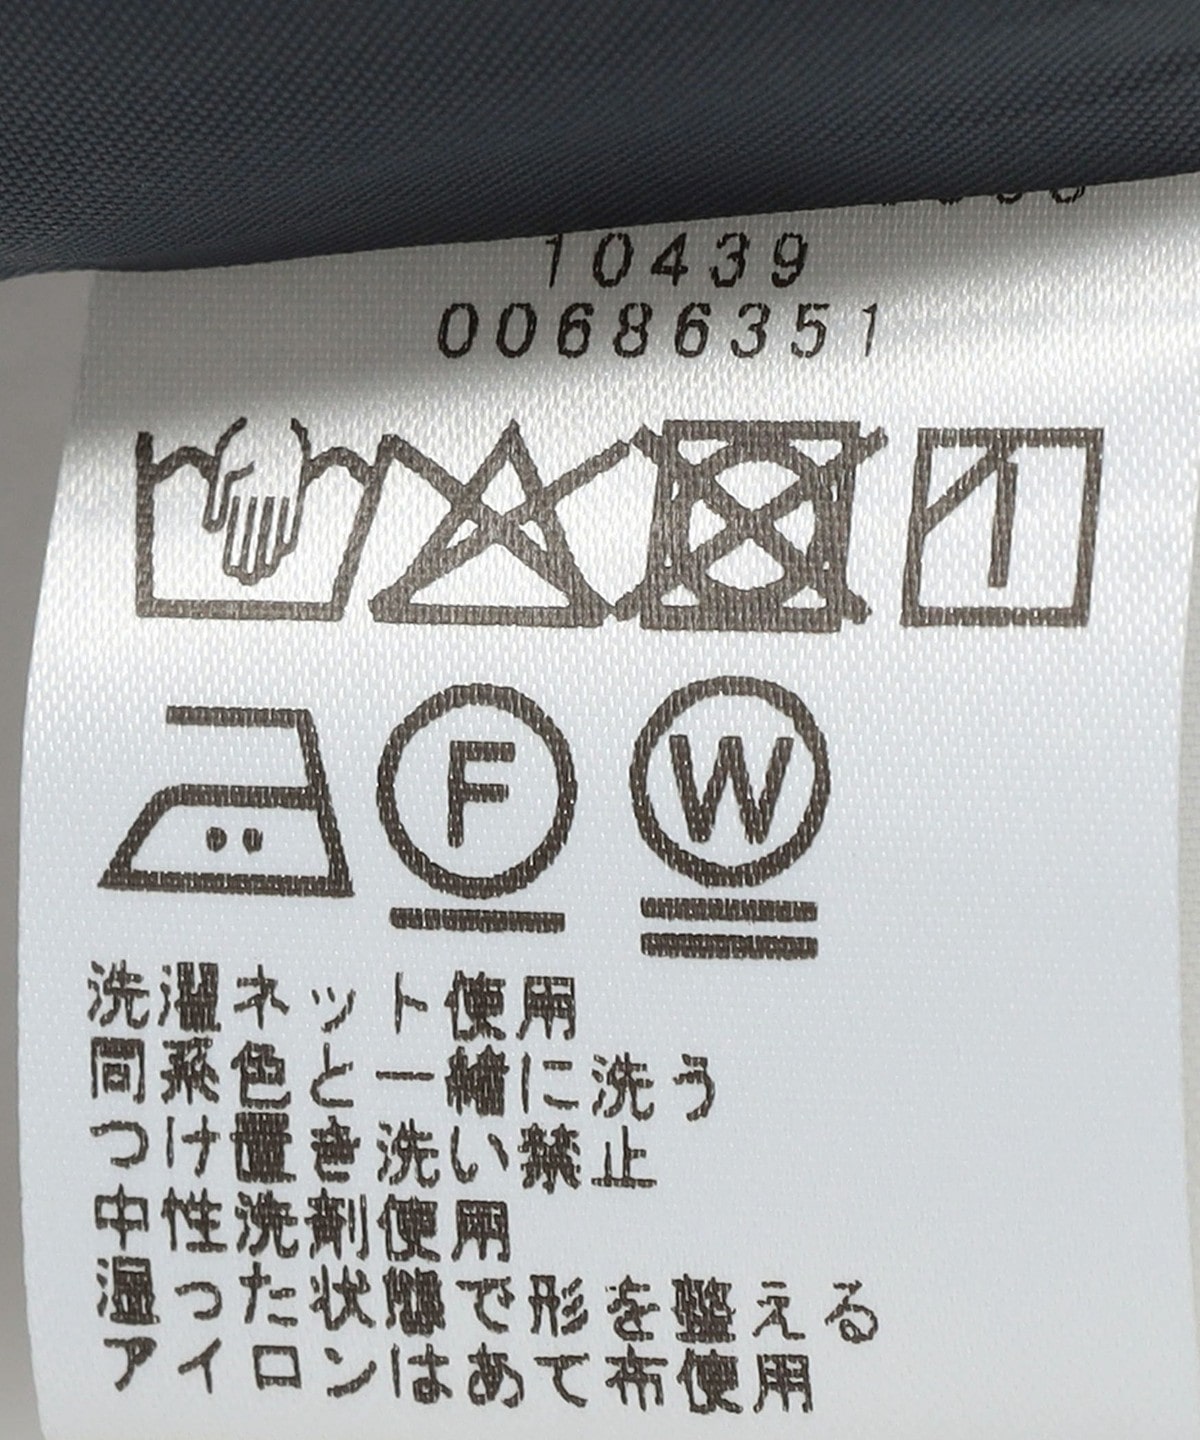 10439
00686351
F
W
洗濯ネット使用
同系色と一緒に洗う
つけ置き洗い禁止
中性洗剤使用
湿った状態で形を整える
アイロンはあて布使用